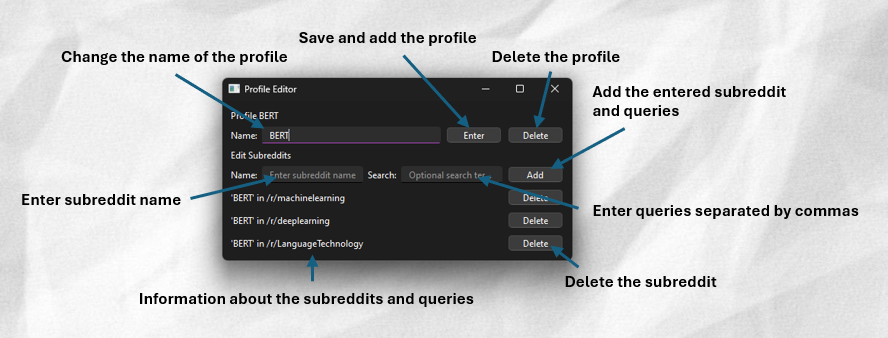 Save and add the profile
Change the name of the profile
Delete the profile
Profile Editor
Add the entered subreddit
and queries
Profile BERT
Name: BERT Enter Delete
Edit Subreddits
Name: Enter subreddit name Search: Optional search ter... Add
Enter subreddit name
'BERT' in /r/machinelearning Delete
Enter queries separated by commas
'BERT' in /r/deeplearning Delete
'BERT' in /r/LanguageTechnology Delete
Delete the subreddit
Information about the subreddits and queries